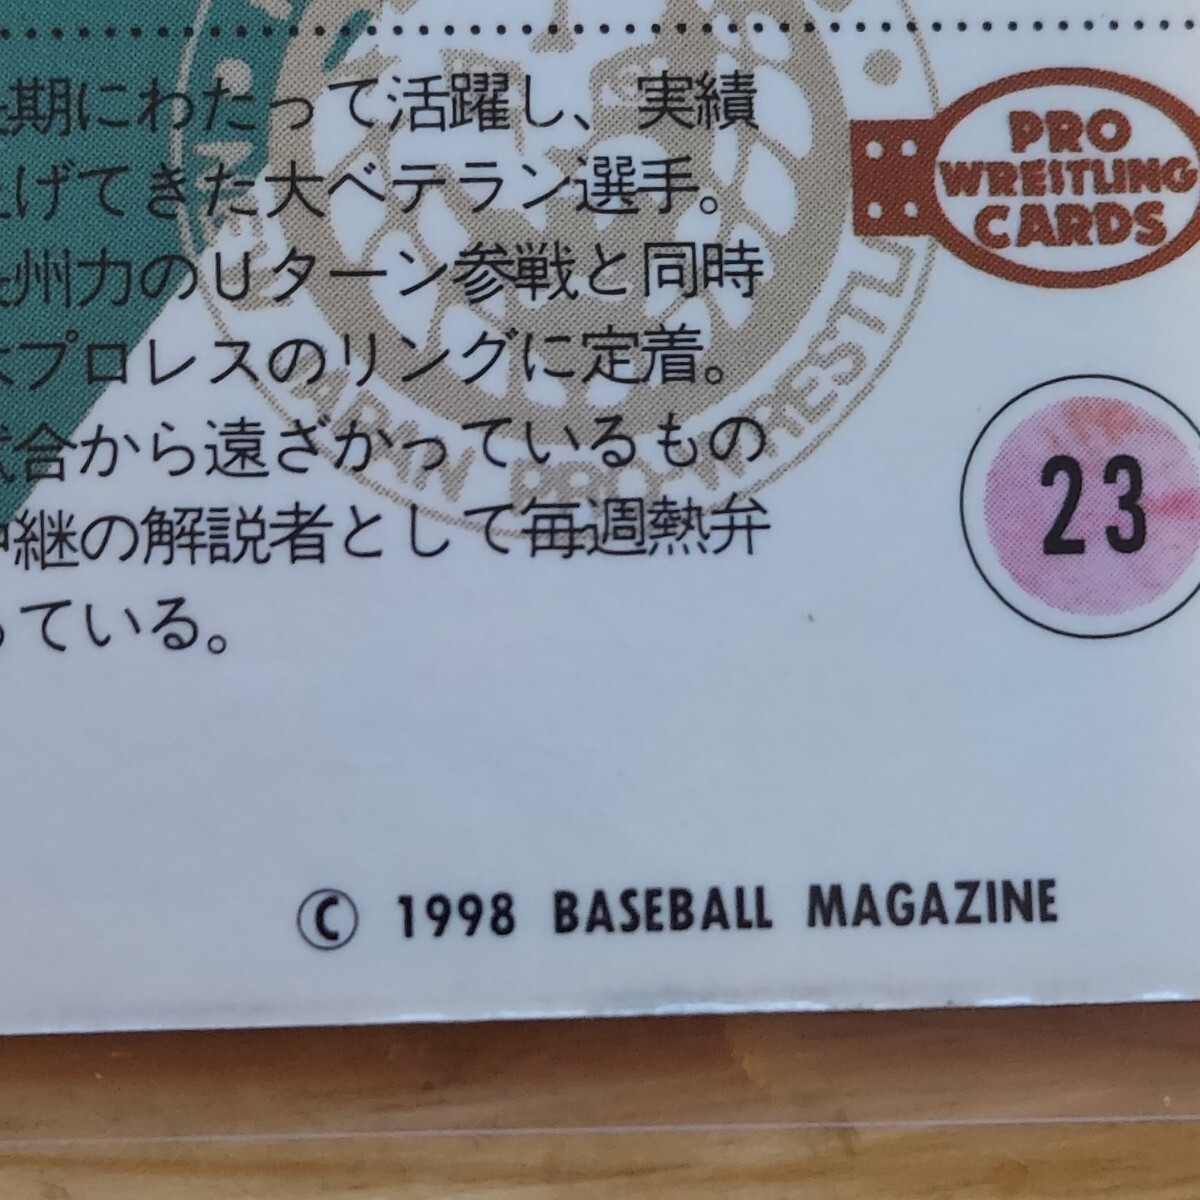 期にわたって活躍し、実績
げてきた大ベテラン選手。
州力のUターン参戦と同時
プロレスのリングに定着。
合から遠ざかっているもの
継の解説者として毎週熱弁
っている。
PRO
WRESTLING
CARDS
23
© 1998 BASEBALL MAGAZINE